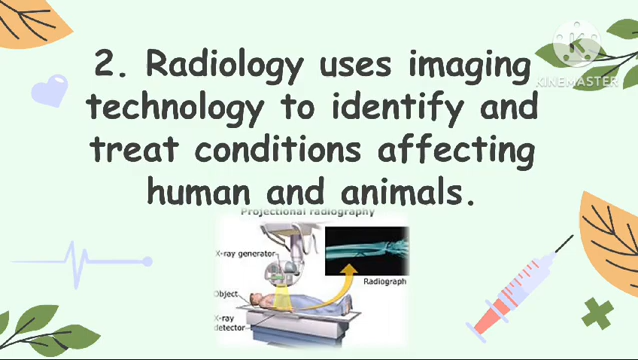 2. Radiology uses imaging
KINEMASTER
technology to identify and
treat conditions affecting
human and animals.
Projectional radiography
X-ray generator
Radiograph
Object
X-ray
detector